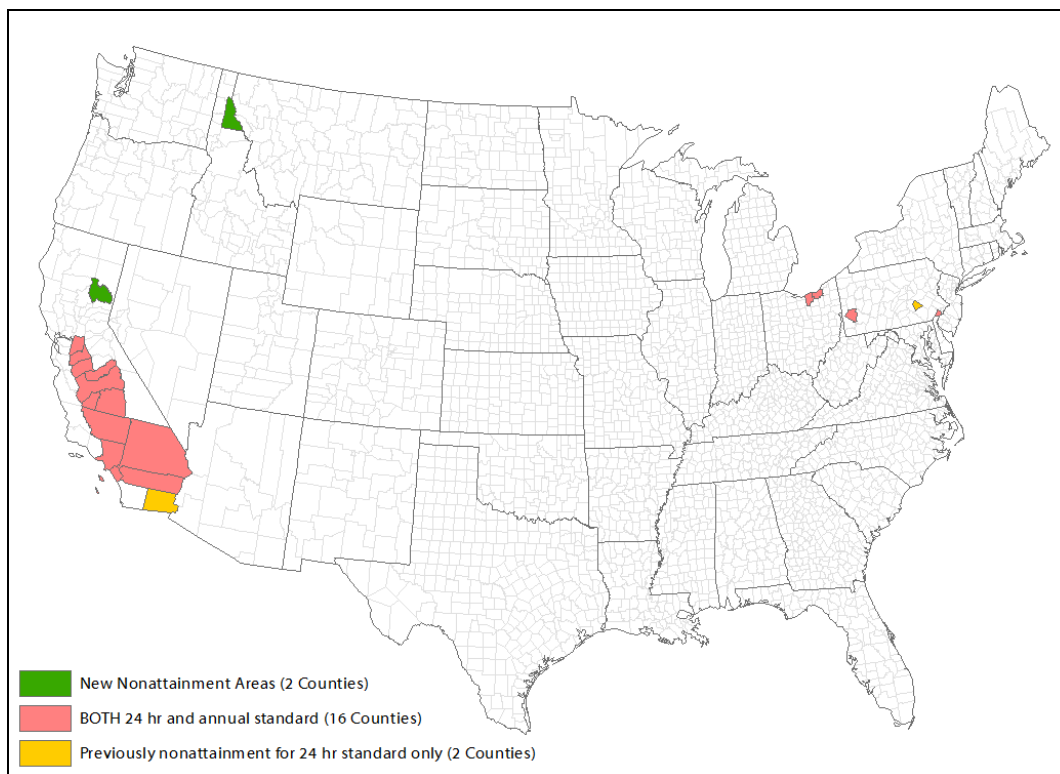 New Nonattainment Areas (2 Counties)
BOTH 24 hr and annual standard (16 Counties)
Previously nonattainment for 24 hr standard only (2 Counties)